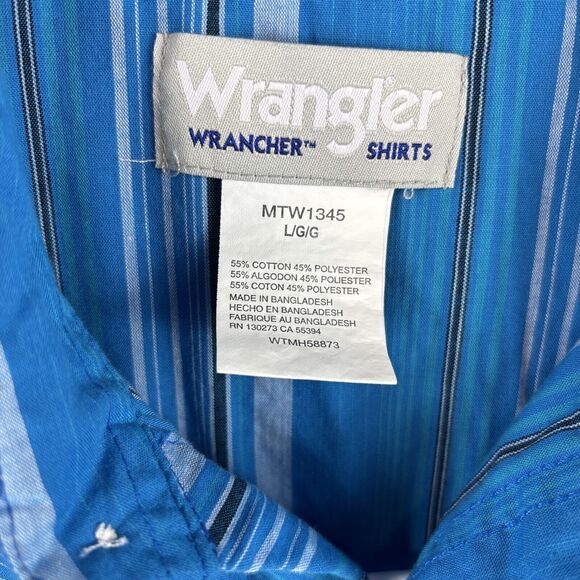 Wrangler®
WRANCHER™ SHIRTS
MTW1345
L/G/G
55% COTTON 45% POLYESTER
55% ALGODON 45% POLIESTER
55% COTON 45% POLYESTER
MADE IN BANGLADESH
HECHO EN BANGLADESH
FABRIQUE AU BANGLADESH
RN 130273 CA 55394
WTMH58873